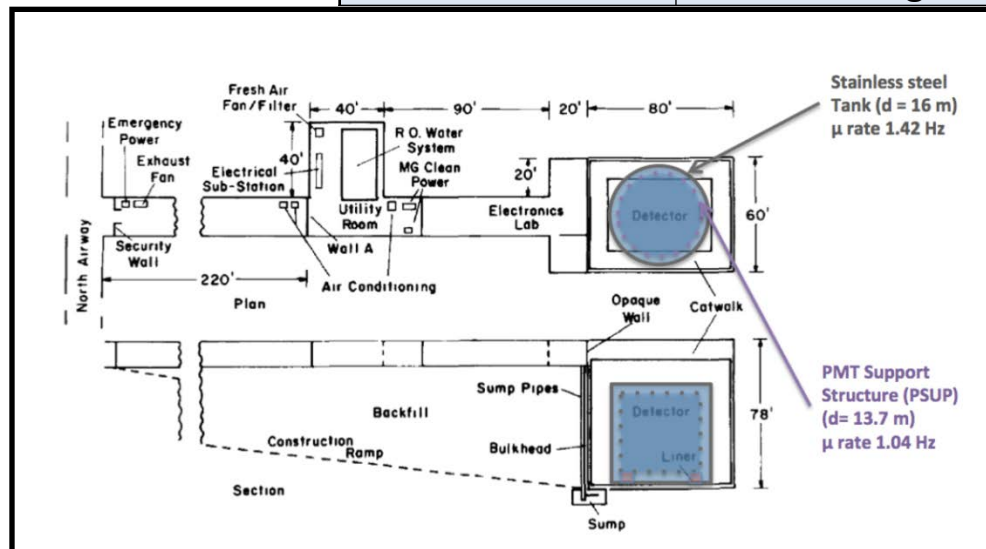 Fresh Air
Fan/Filter
40'
90'
20'
80'
Stainless steel
Tank (d = 16 m)
μ rate 1.42 Hz
Emergency
Power
Exhaust
Fan
40'
R O. Water
System
Electrical
Sub-Station
MG Clean
Power
20'
Utility
Room
Electronics
Lab
Detector
60'
Security
Wall
Wall A
North Airway
220'
Air Conditioning
Plan
Opaque
Wall
Catwalk
Sump Pipes
Detector
78'
PMT Support
Structure (PSUP)
(d= 13.7 m)
μ rate 1.04 Hz
Backfill
Bulkhead
Construction
Ramp
Liner
Section
Sump